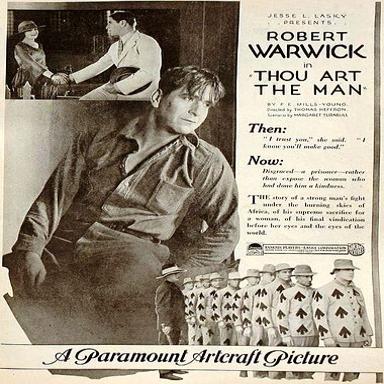 JESSE L. LASKY
PRESENTS
ROBERT
WARWICK
in
"THOU ART
THE MAN"
BY F. E. MILLS-YOUNG.
Directed by THOMAS HEFFRON.
Scenario by MARGARET TURNBULL
Then:
"I trust you," she said. "I
know you'll make good."
Now:
Disgraced—a prisoner—rather
than expose the woman who
had done him a kindness.
THE story of a strong man's fight
under the burning skies of
Africa, of his supreme sacrifice for
a woman, of his final vindication
before her eyes and the eyes of the
world.
FAMOUS PLAYERS-LASKY CORPORATION
A Paramount Artcraft Picture